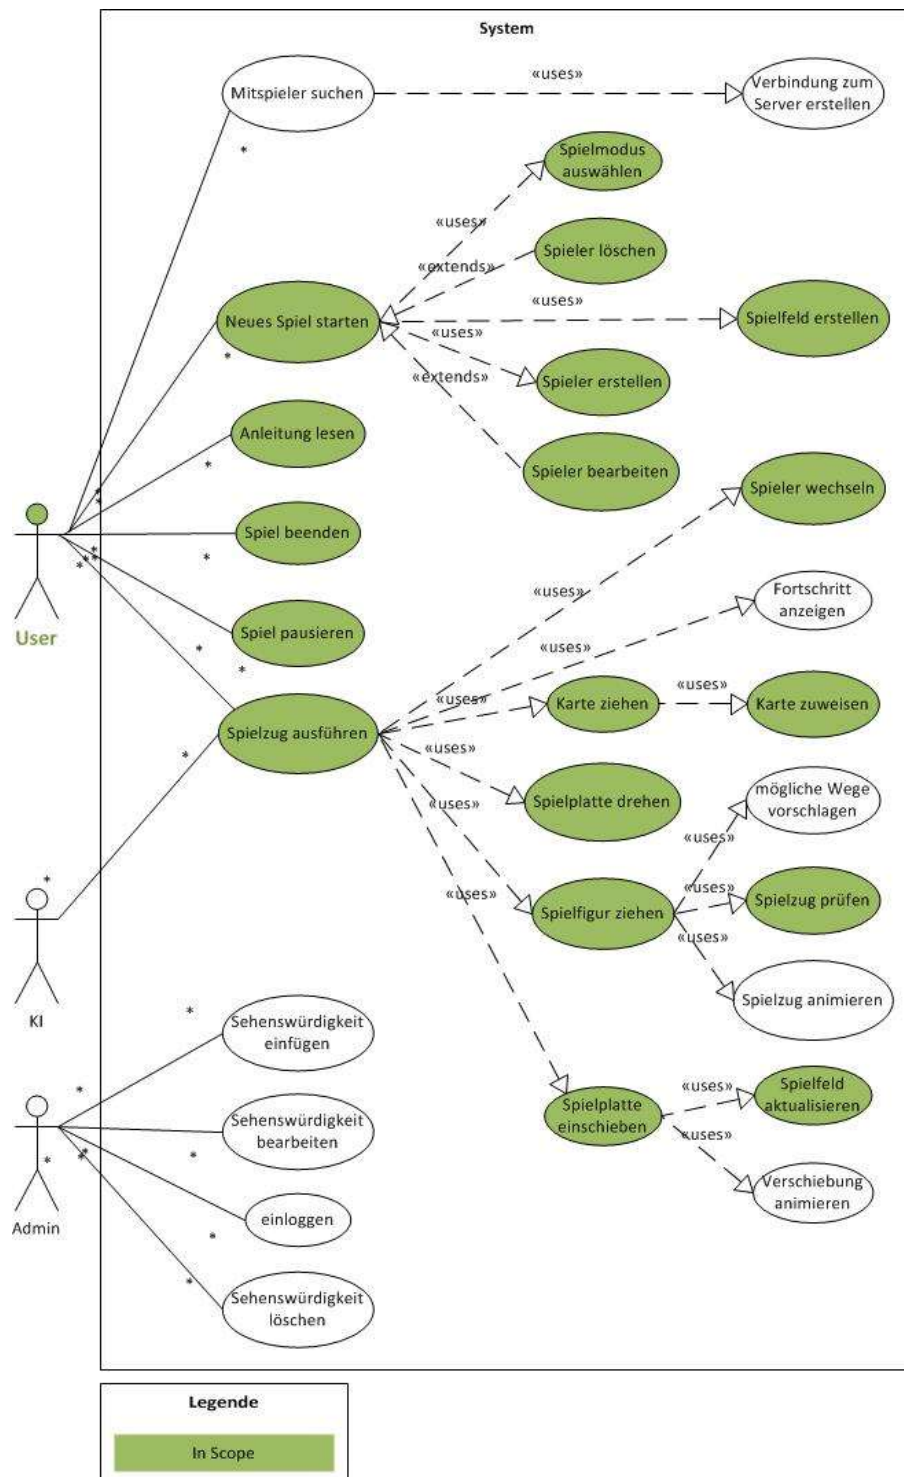 System
«uses»
Mitspieler suchen
Verbindung zum
Server erstellen
*
Spielmodus
auswählen
«uses»
Spieler löschen
«extends»
«uses»
Neues Spiel starten
Spielfeld erstellen
«uses»
*
«extends»
Spieler erstellen
Anleitung lesen
*
Spieler bearbeiten
Spieler wechseln
*
*
Spiel beenden
*
*
*
*
*
«uses»
Fortschritt
anzeigen
User
Spiel pausieren
*
*
«uses»
«uses»
Karte ziehen
«uses»
Karte zuweisen
Spielzug ausführen
*
«uses»
mögliche Wege
vorschlagen
Spielplatte drehen
«uses»
«uses»
*
«uses»
Spielfigur ziehen
«uses»
Spielzug prüfen
«uses»
Spielzug animieren
KI
*
Sehenswürdigkeit
einfügen
*
Spielfeld
aktualisieren
«uses»
Spielplatte
einschieben
Sehenswürdigkeit
bearbeiten
«uses»
*
*
*
*
Verschiebung
animieren
Admin
einloggen
*
*
Sehenswürdigkeit
löschen
Legende
In Scope